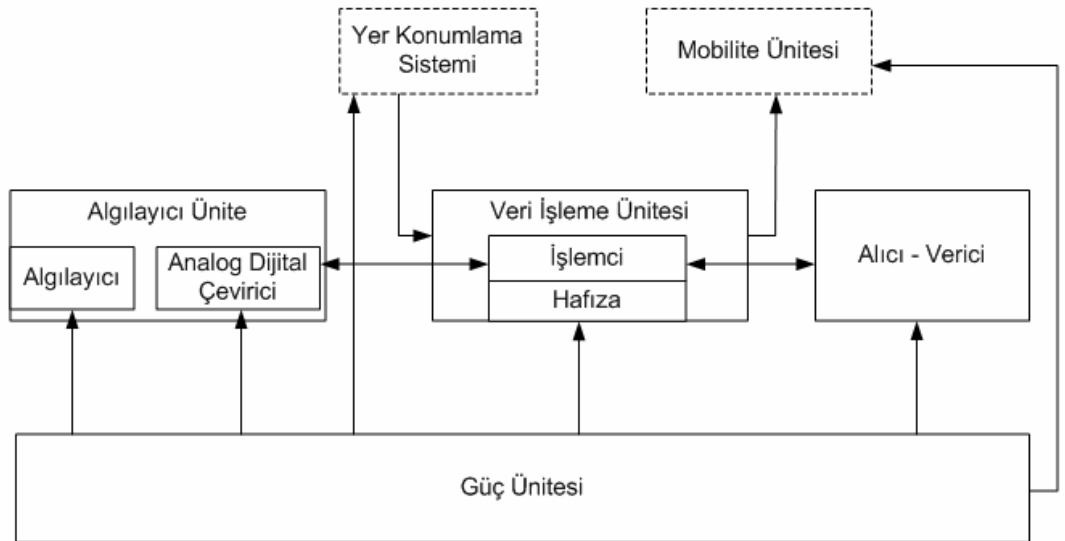 Yer Konumlama
Sistemi
Mobilite Ünitesi
Algılayıcı Ünite
Algılayıcı
Analog Dijital
Çevirici
Veri İşleme Ünitesi
İşlemci
Hafıza
Alıcı - Verici
Güç Ünitesi